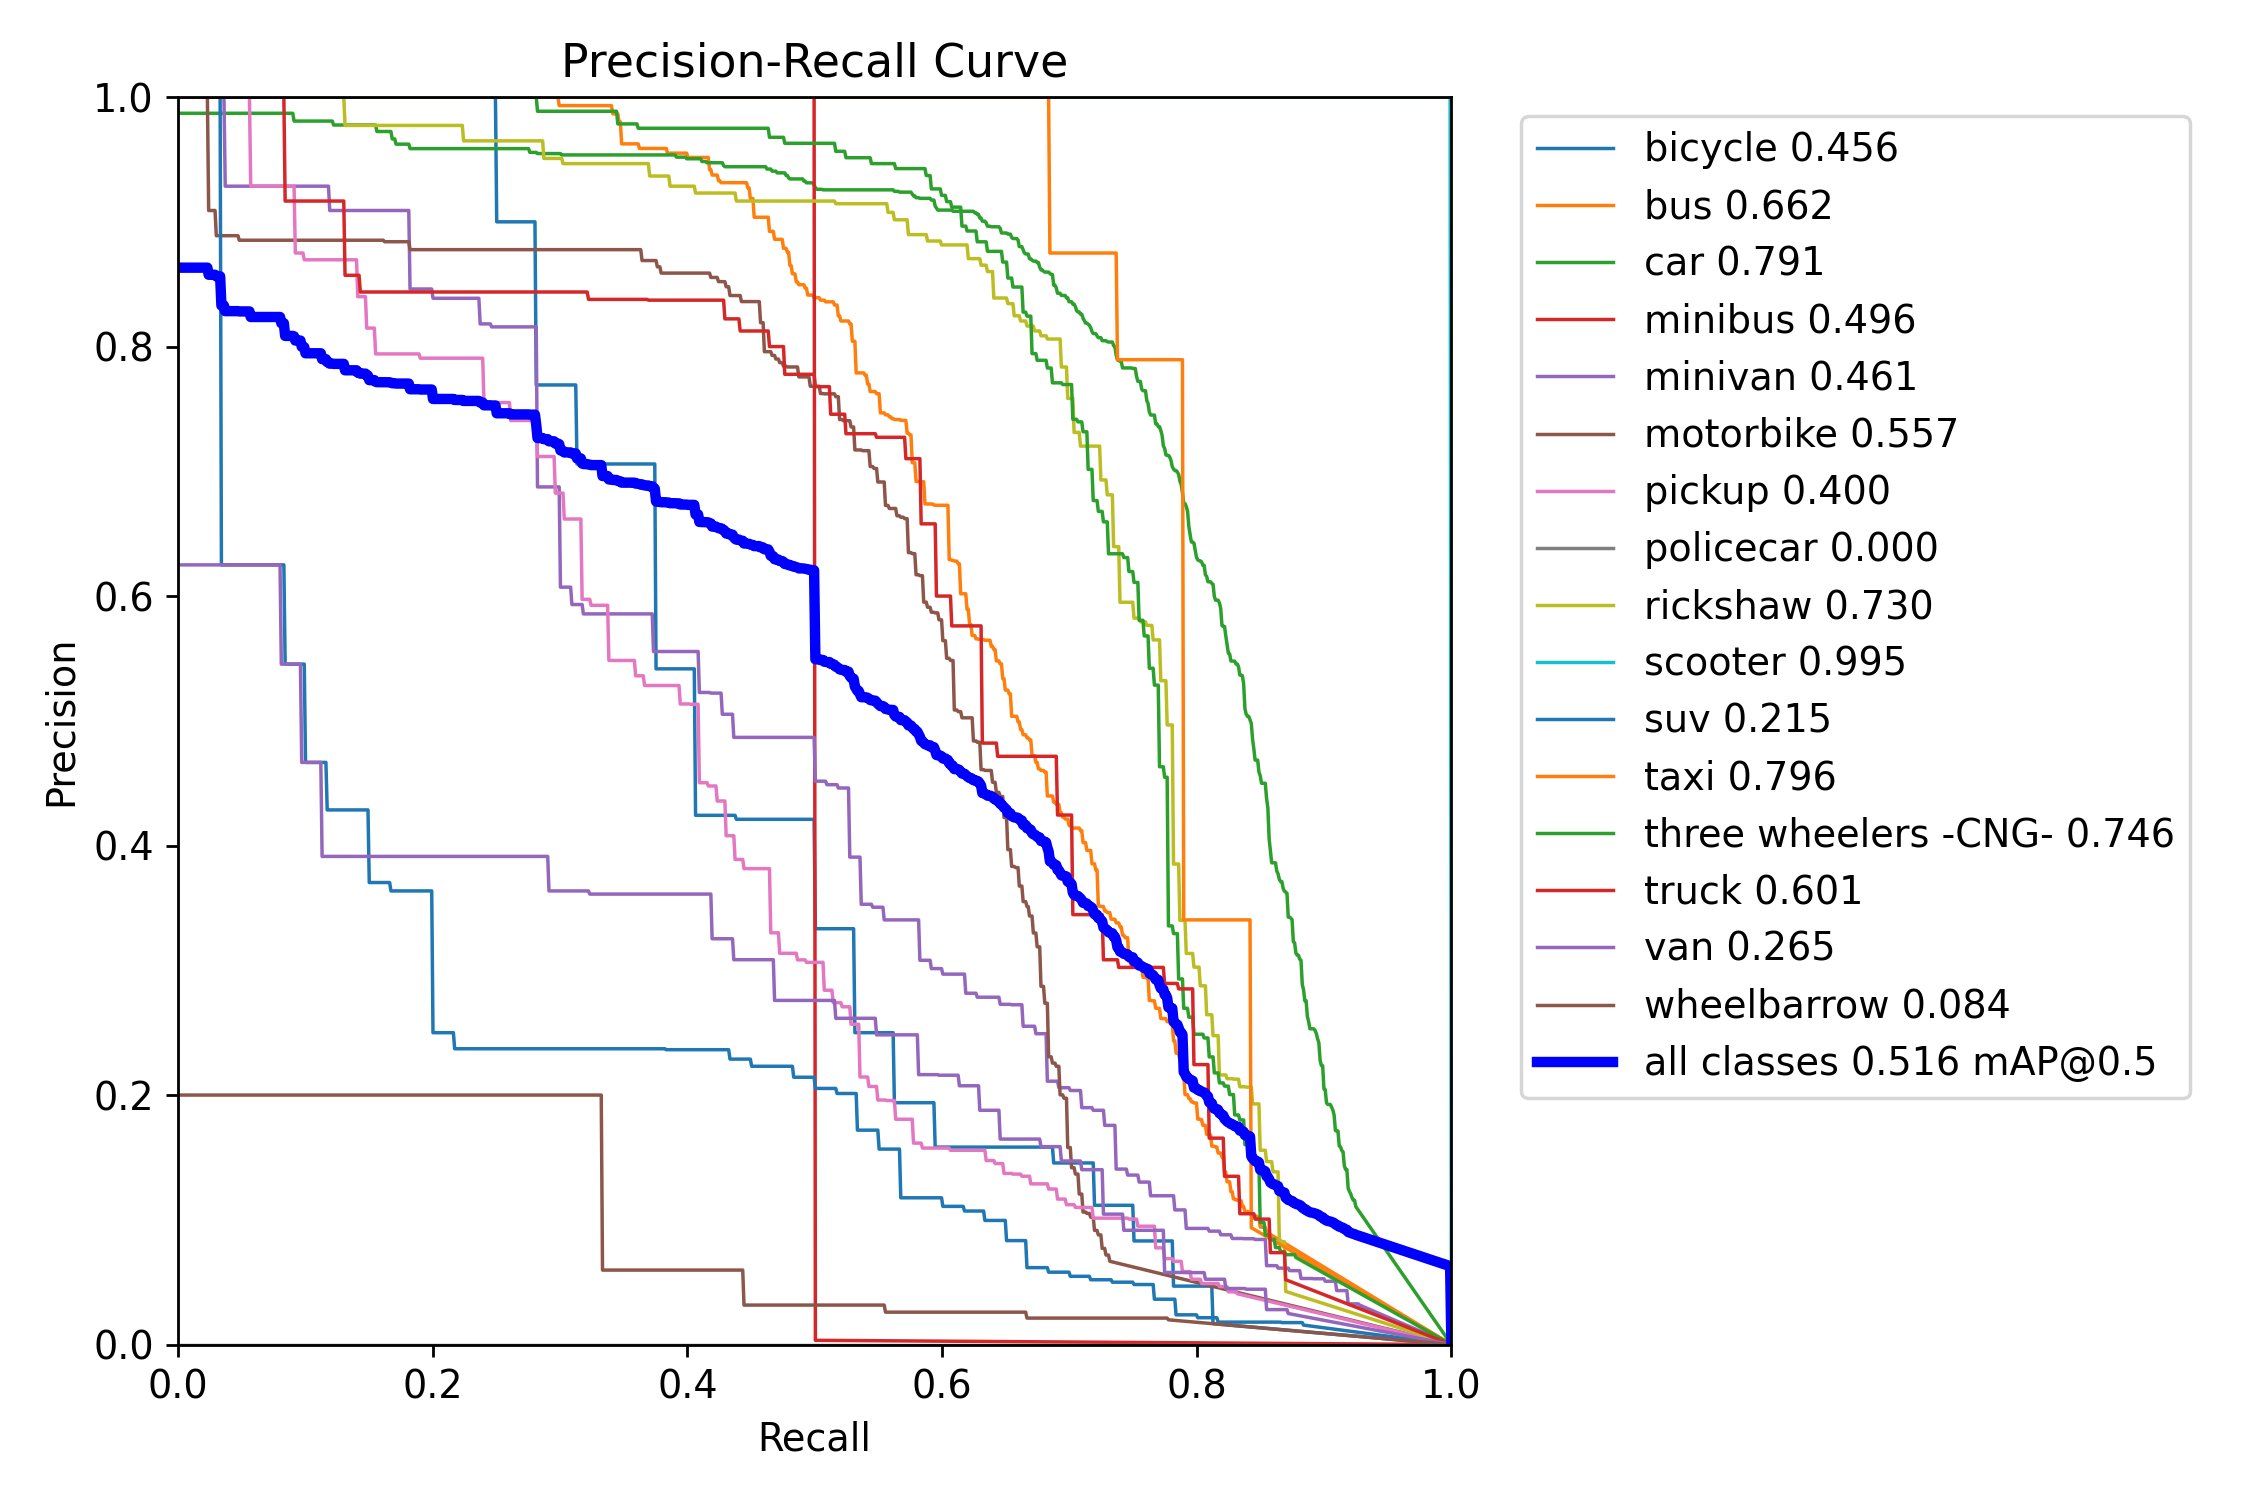 Precision-Recall Curve
1.0
0.8
0.6
0.4
0.2
0.0
Precision
0.0 0.2 0.4 0.6 0.8 1.0
Recall
bicycle 0.456
bus 0.662
car 0.791
minibus 0.496
minivan 0.461
motorbike 0.557
pickup 0.400
policecar 0.000
rickshaw 0.730
scooter 0.995
suv 0.215
taxi 0.796
three wheelers -CNG- 0.746
truck 0.601
van 0.265
wheelbarrow 0.084
all classes 0.516 mAP@0.5